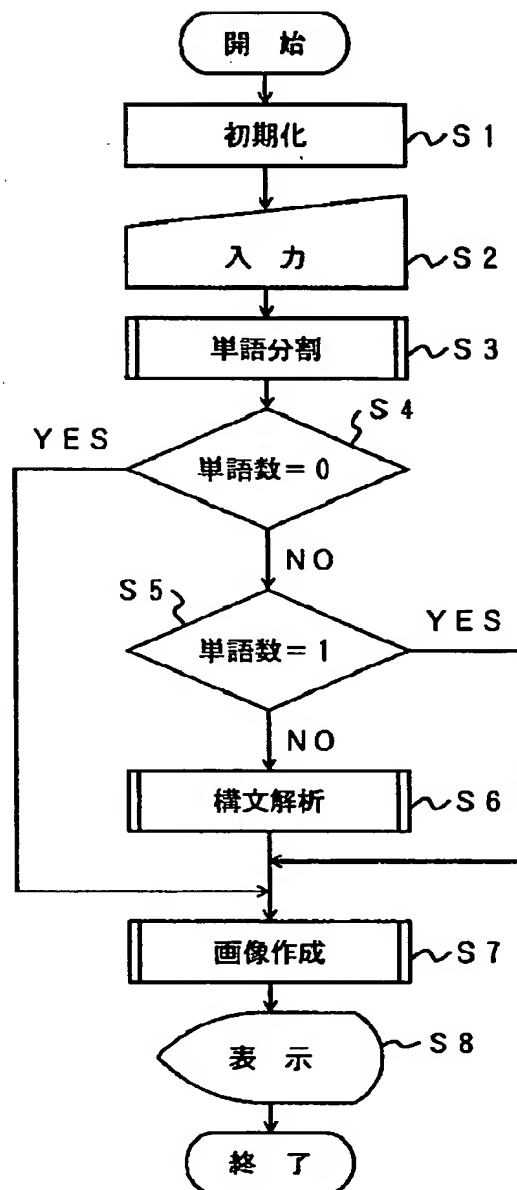 開 始
初期化 S1
入 力 S2
単語分割 S3
S4
YES
単語数=0
NO
S5
YES
単語数=1
NO
構文解析 S6
画像作成 S7
表 示 S8
終 了